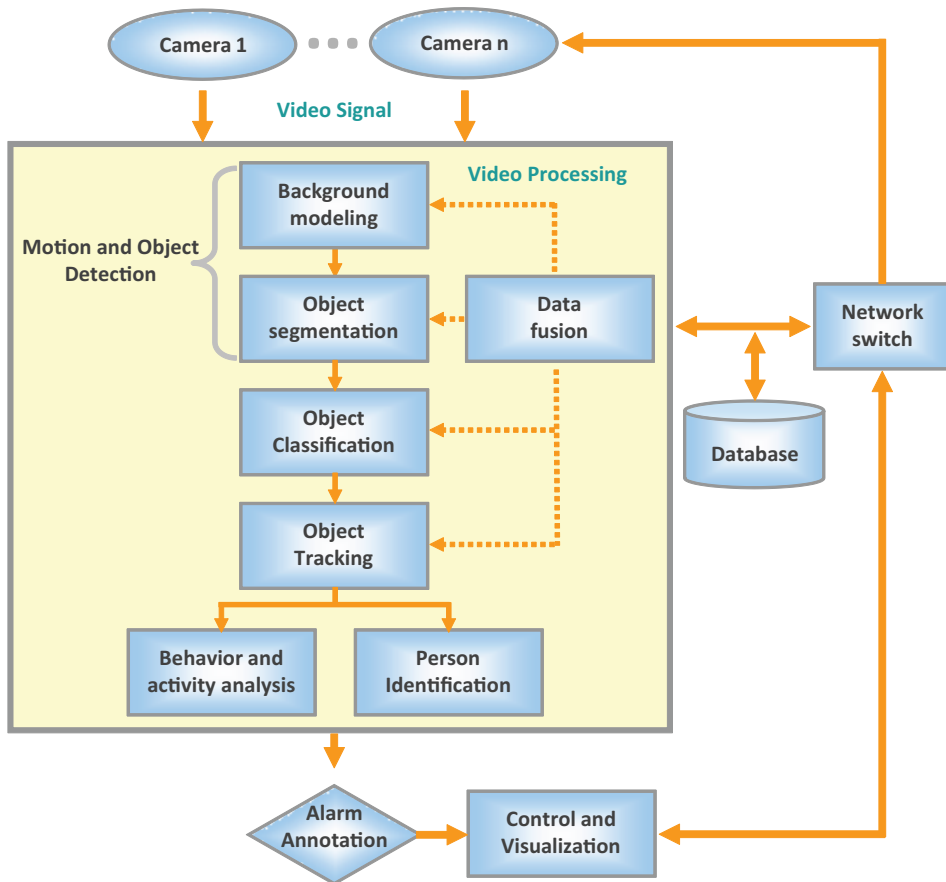 Camera 1
Camera n
Video Signal
Video Processing
Background
modeling
Motion and Object
Detection
Object
segmentation
Data
fusion
Network
switch
Object
Classification
Database
Object
Tracking
Behavior and
activity analysis
Person
Identification
Alarm
Annotation
Control and
Visualization